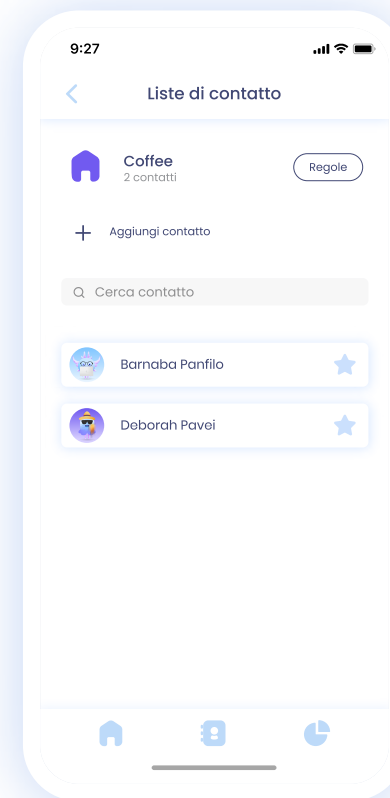 9:27
Liste di contatto
Coffee
2 contatti
Regole
Aggiungi contatto
Cerca contatto
Barnaba Panfilo
Deborah Pavei